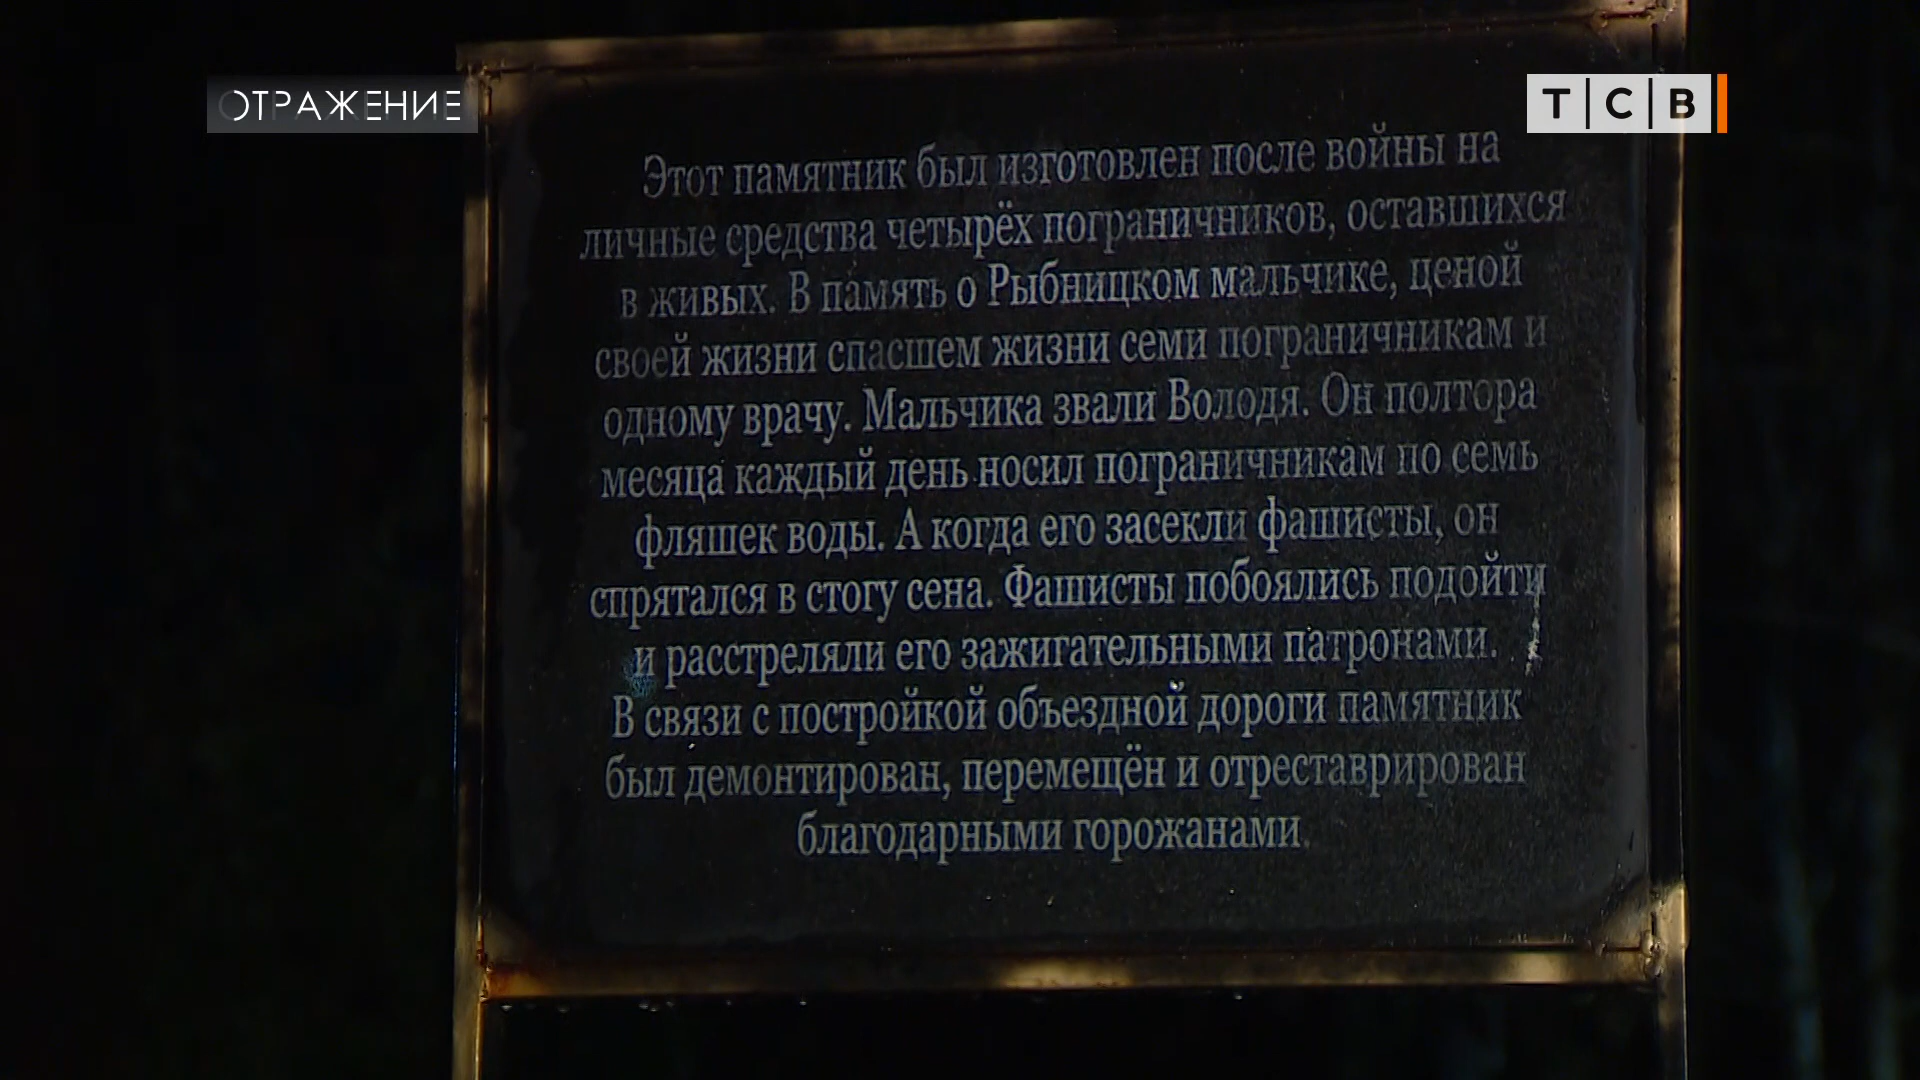 ОТРАЖЕНИЕ
ТСВ
Этот памятник был изготовлен после войны на
личные средства четырёх пограничников, оставшихся
в живых. В память о Рыбницком мальчике, ценой
своей жизни спасшем жизни семи пограничникам и
одному врачу. Мальчика звали Володя. Он полтора
месяца каждый день носил пограничникам по семь
фляшек воды. А когда его засекли фашисты, он
спрятался в стогу сена. Фашисты побоялись подойти
и расстреляли его зажигательными патронами.
В связи с постройкой объездной дороги памятник
был демонтирован, перемещён и отреставрирован
благодарными горожанами.